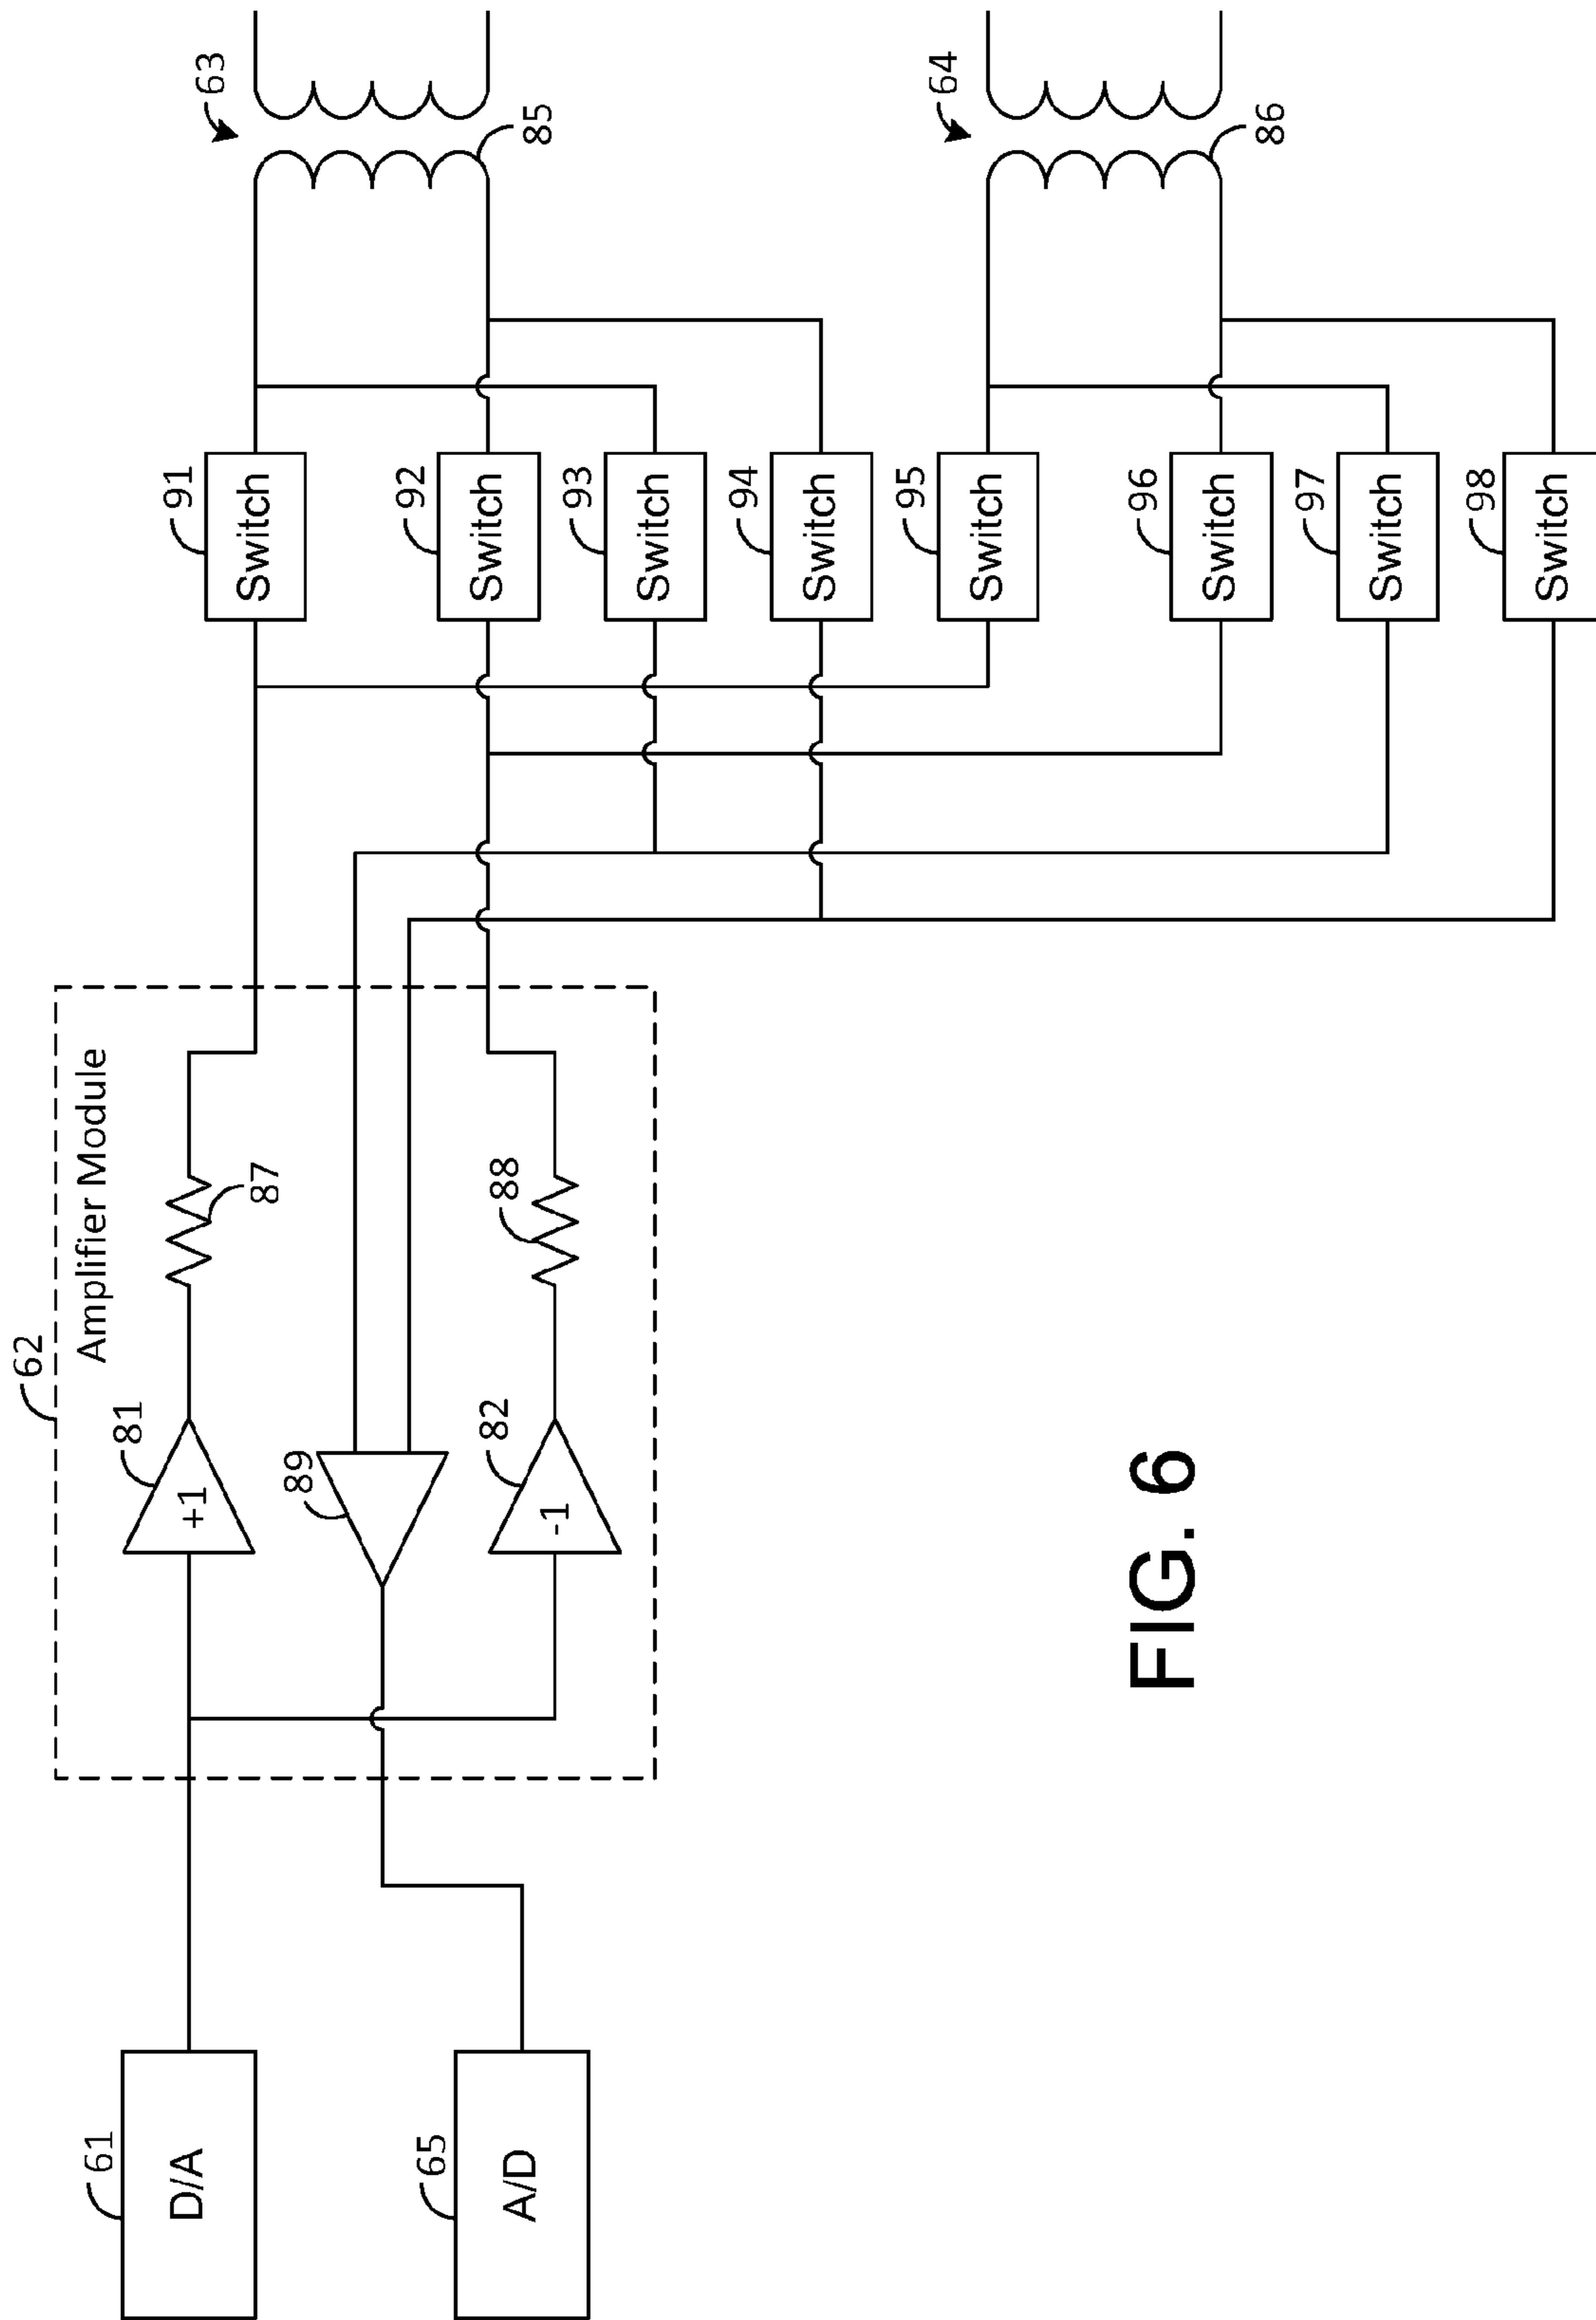 62
Amplifier Module
61
D/A
81
+1
87
91
Switch
63
85
89
92
Switch
65
A/D
82
-1
88
93
Switch
94
Switch
95
Switch
64
86
96
Switch
97
Switch
98
Switch
FIG. 6